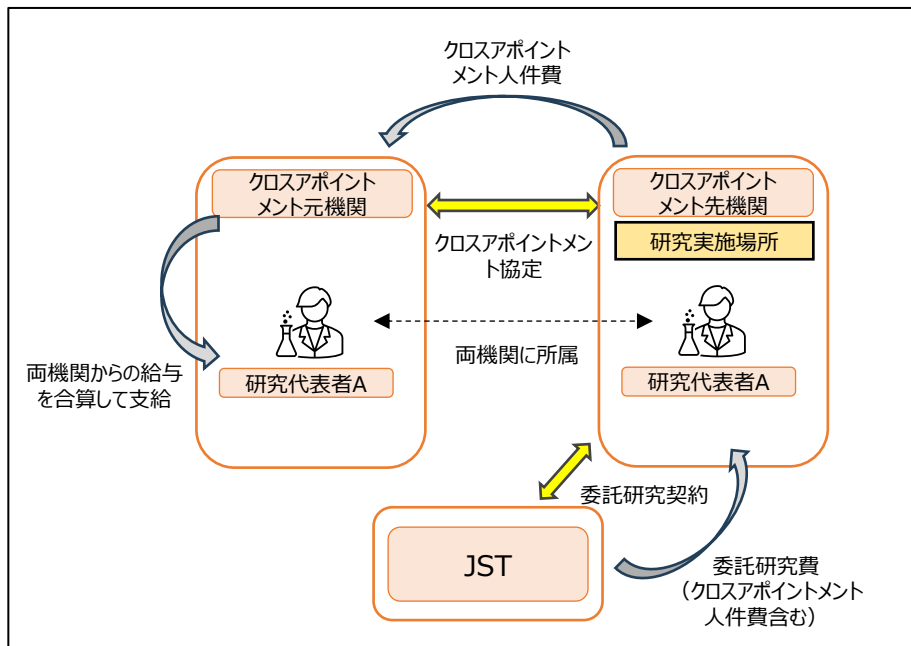 クロスアポイント
メント人件費
クロスアポイント
メント元機関
クロスアポイント
メント先機関
研究実施場所
クロスアポイントメン
ト協定
両機関に所属
両機関からの給与
を合算して支給
研究代表者A
研究代表者A
委託研究契約
JST
委託研究費
（クロスアポイントメント
人件費含む）